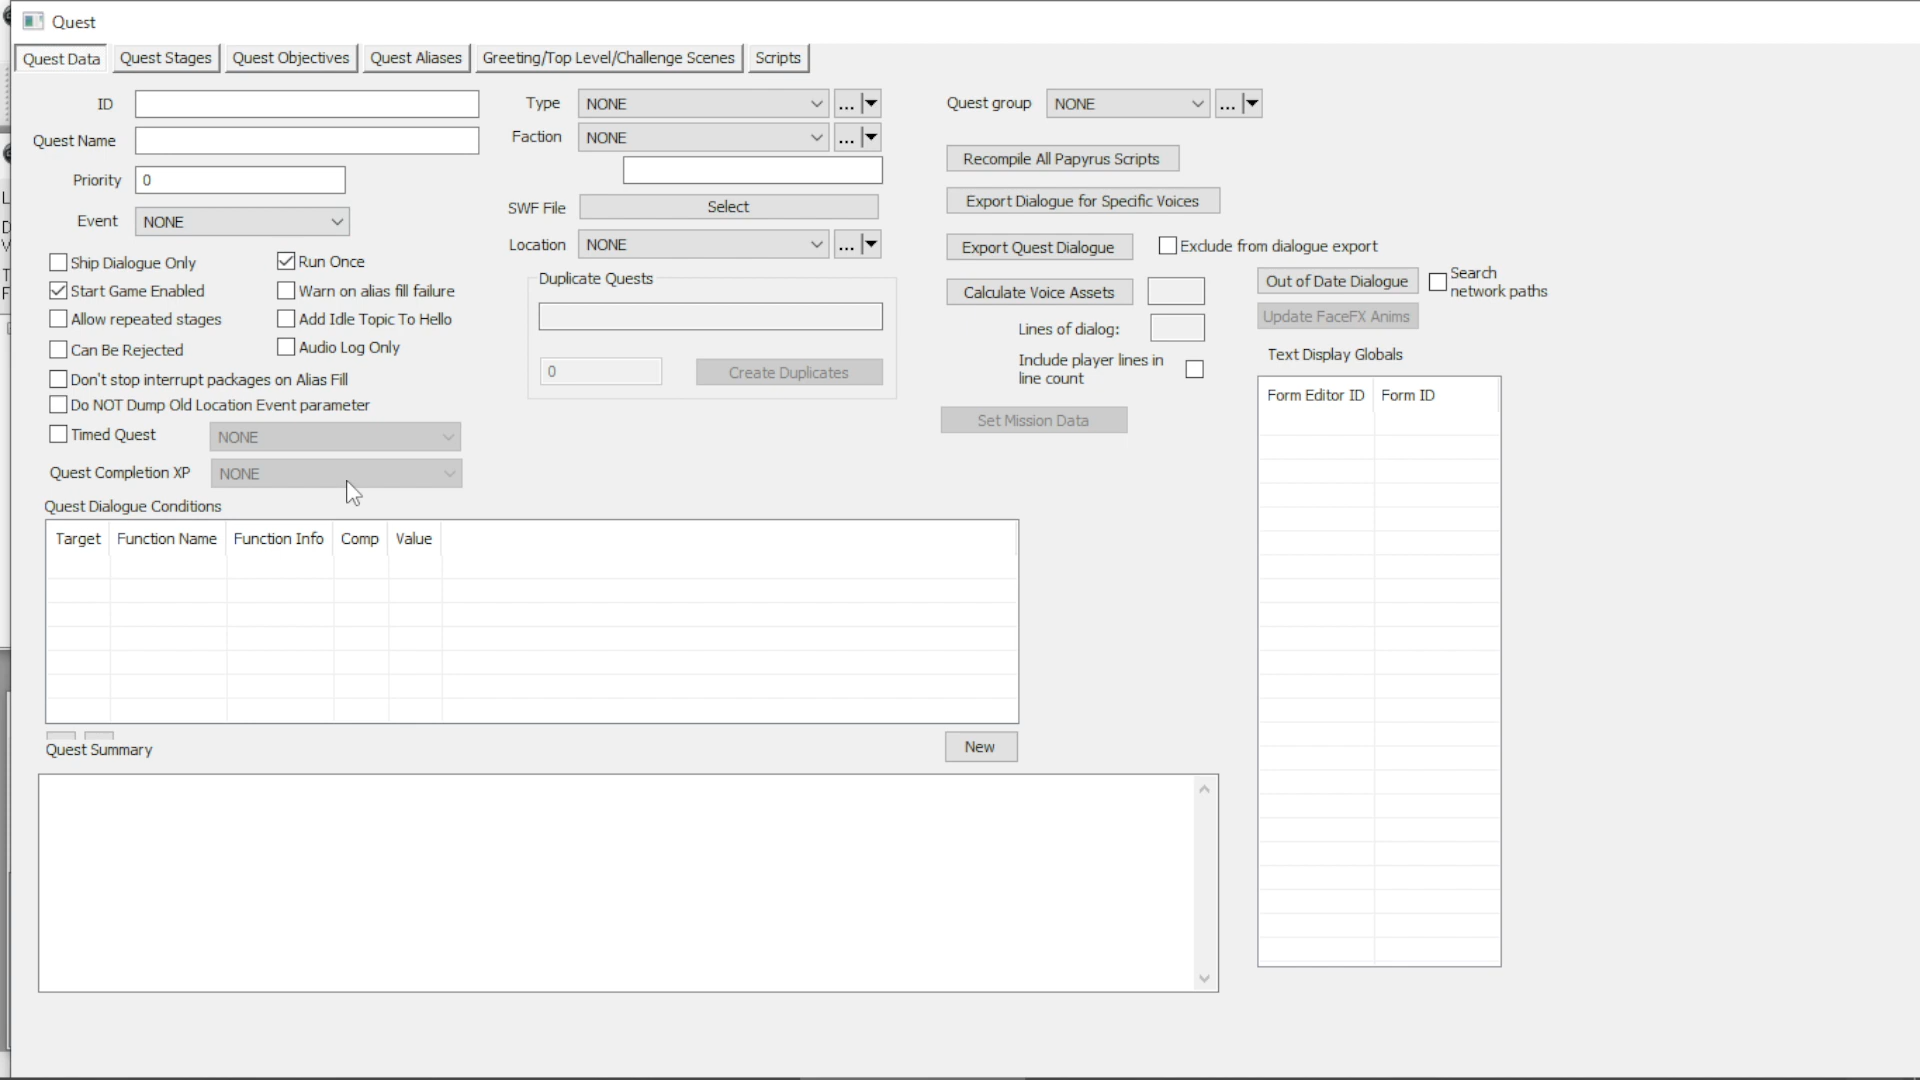 Quest
Quest Data Quest Stages Quest Objectives Quest Aliases Greeting/Top Level/Challenge Scenes Scripts
ID
Quest Name
Priority 0
Event NONE
Ship Dialogue Only Run Once
Start Game Enabled Warn on alias fill failure
Allow repeated stages Add Idle Topic To Hello
Can Be Rejected Audio Log Only
Don't stop interrupt packages on Alias Fill
Do NOT Dump Old Location Event parameter
Timed Quest NONE
Quest Completion XP NONE
Type NONE ...
Faction NONE ...
SWF File Select
Location NONE ...
Duplicate Quests
0 Create Duplicates
Quest group NONE ...
Recompile All Papyrus Scripts
Export Dialogue for Specific Voices
Export Quest Dialogue Exclude from dialogue export
Calculate Voice Assets
Lines of dialog:
Include player lines in
line count
Set Mission Data
Out of Date Dialogue Search
network paths
Update FaceFX Anims
Text Display Globals
Form Editor ID Form ID
Quest Dialogue Conditions
Target Function Name Function Info Comp Value
New
Quest Summary